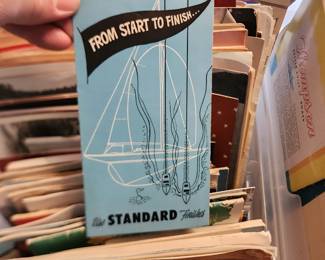 FROM START TO FINISH...
Use STANDARD Finishes